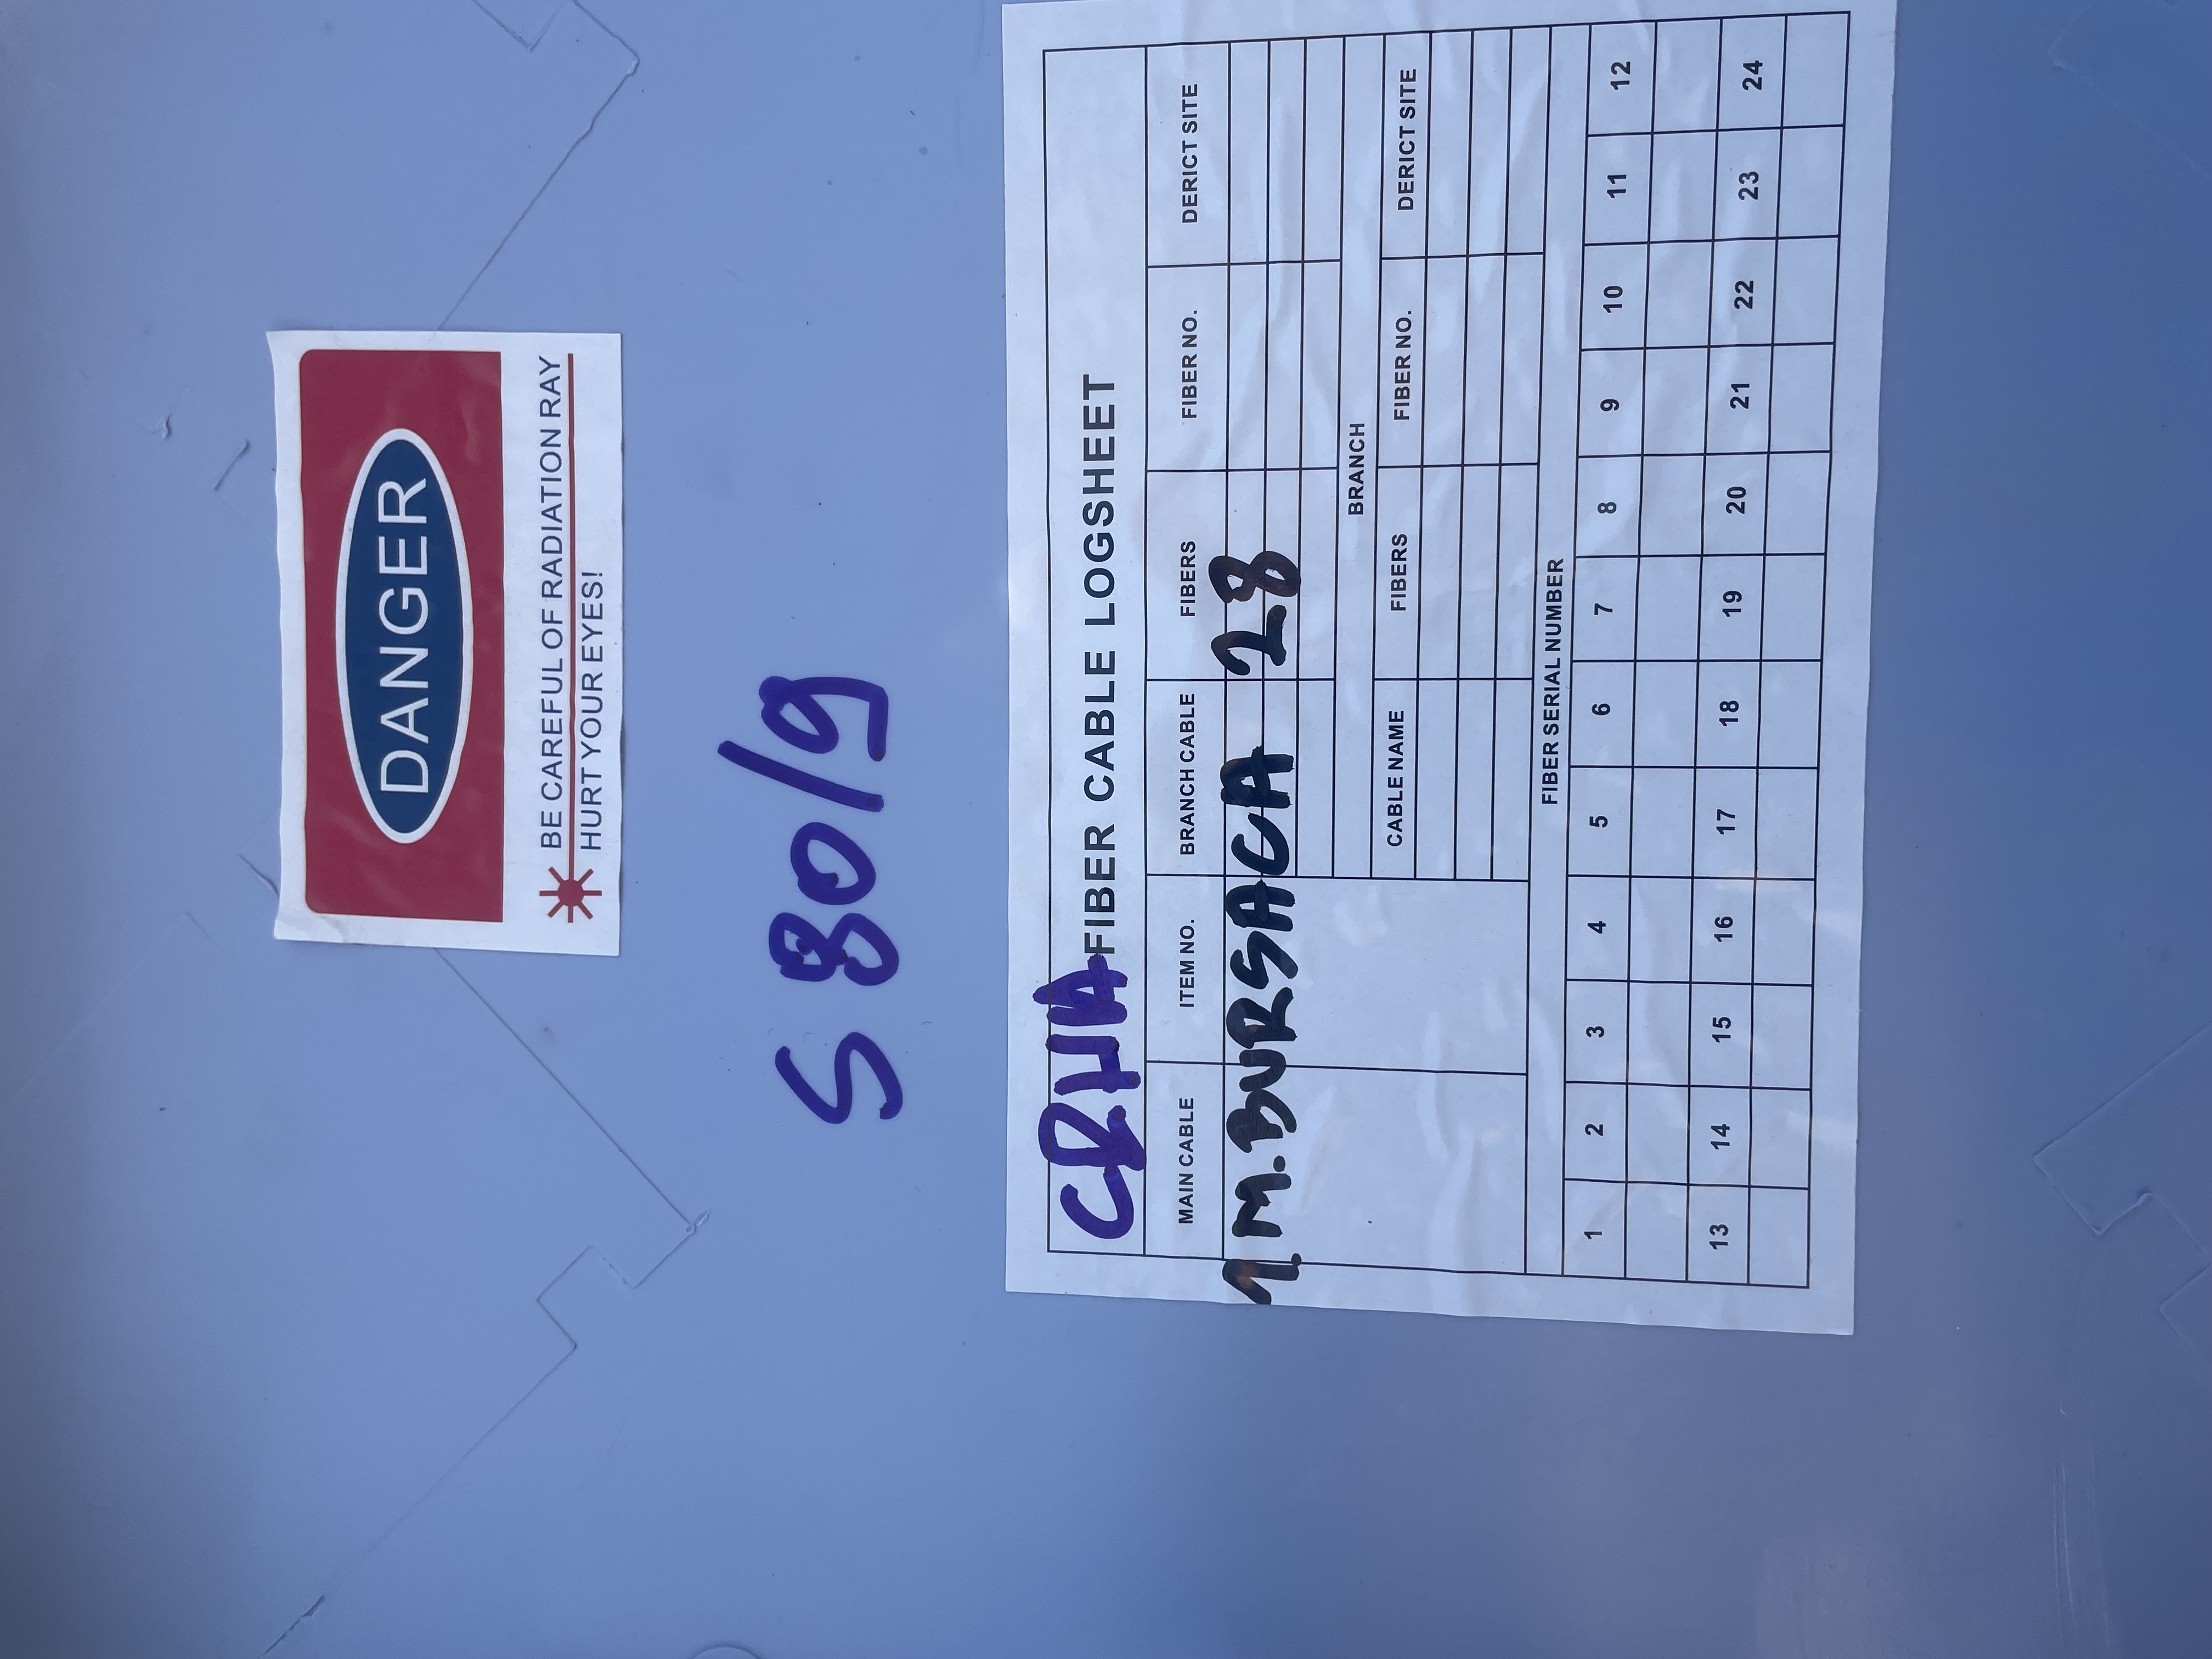 DANGER
BE CAREFUL OF RADIATION RAY
HURT YOUR EYES!
S 80/9
FIBER CABLE LOGSHEET
MAIN CABLE ITEM NO. BRANCH CABLE FIBERS FIBER NO. DERICT SITE
1. M. BURSAĆA 28
BRANCH
CABLE NAME FIBERS FIBER NO. DERICT SITE
FIBER SERIAL NUMBER
1 2 3 4 5 6 7 8 9 10 11 12
13 14 15 16 17 18 19 20 21 22 23 24